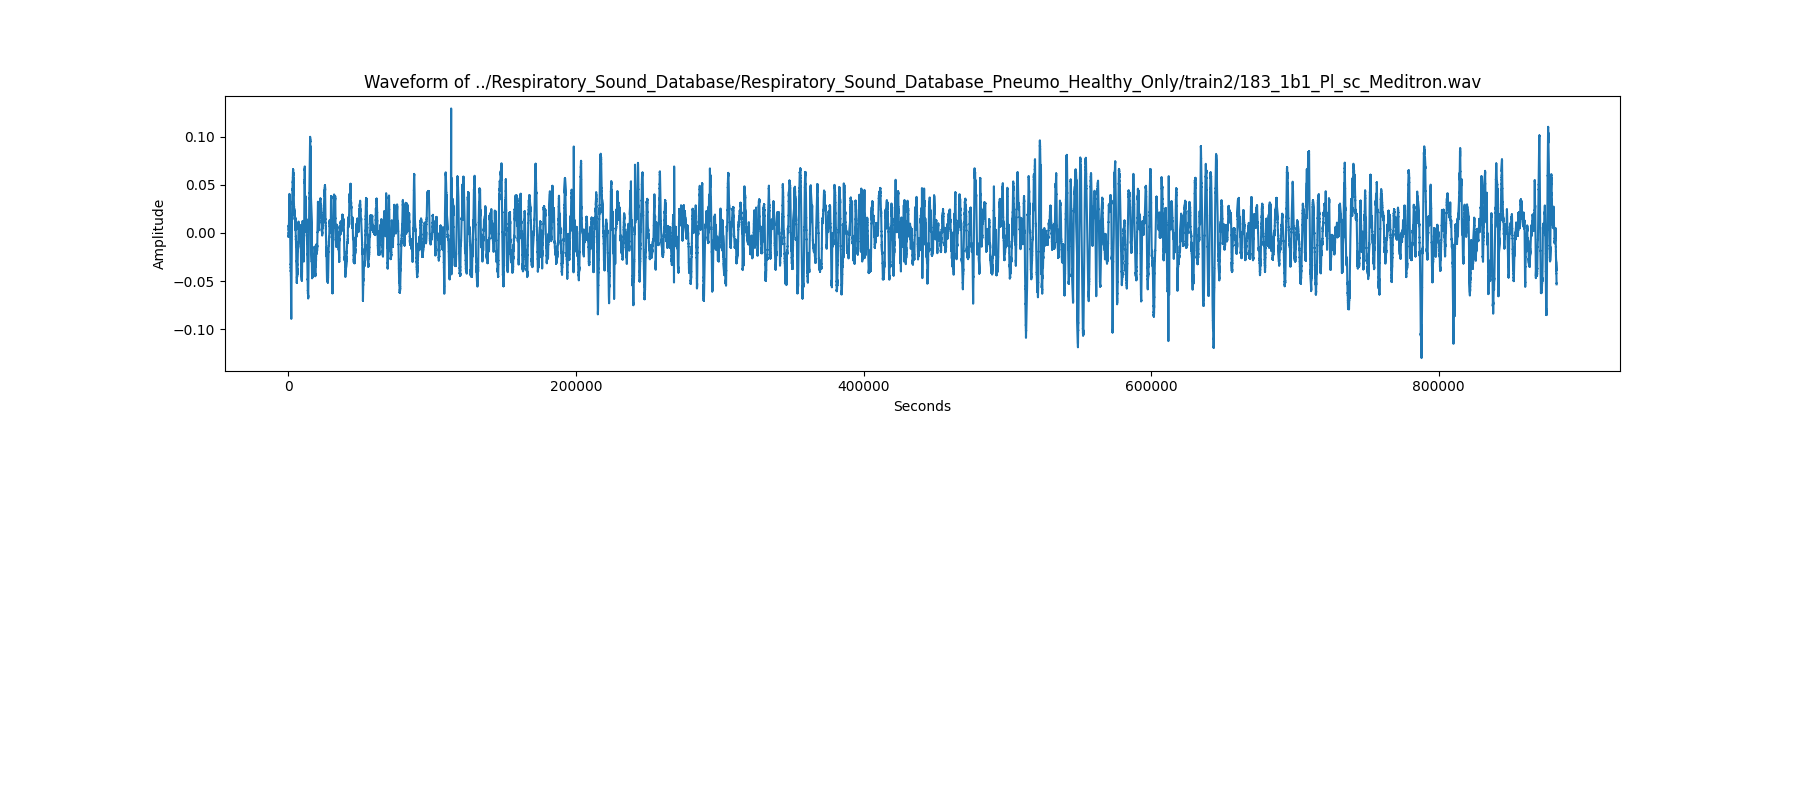 Waveform of ../Respiratory_Sound_Database/Respiratory_Sound_Database_Pneumo_Healthy_Only/train2/183_1b1_Pl_sc_Meditron.wav
0.10
0.05
0.00
−0.05
−0.10
Amplitude
0 200000 400000 600000 800000
Seconds